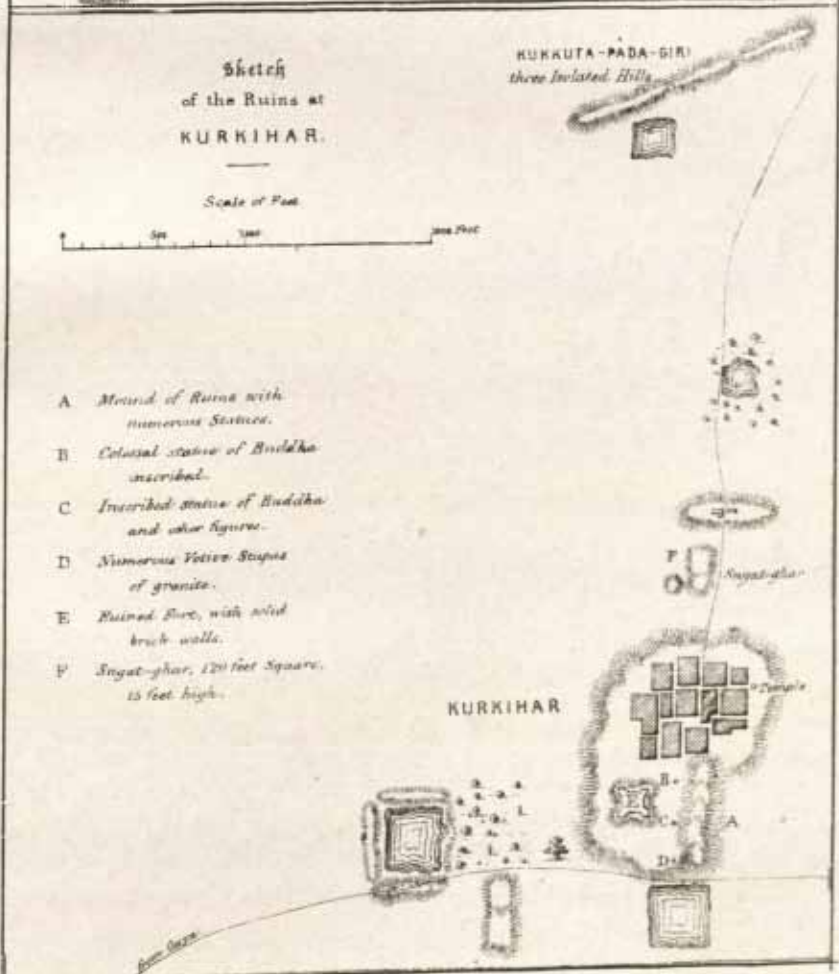 Sketch
of the Ruins at
KURKIHAR.
Scale of Feet
500
1000
2000 Feet
KUKKUTA-PADA-GIRI
three Isolated Hills
A Mound of Ruins with
numerous Statues.
B Colossal statue of Buddha
inscribed.
C Inscribed statue of Buddha
and other figures.
D Numerous Votive Stupas
of granite.
E Ruined Fort, with solid
brick walls.
F Sugat-ghar, 120 feet Square.
15 feet high.
F
Sugat-ghar
Temple
KURKIHAR
B
C
A
D
from Gaya